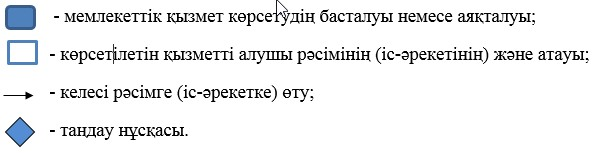 - мемлекеттік қызмет көрсетудің басталуы немесе аяқталуы;
- көрсетілетін қызметті алушы рәсімінің (іс-әрекетінің) және атауы;
- келесі рәсімге (іс-әрекетке) өту;
- таңдау нұсқасы.